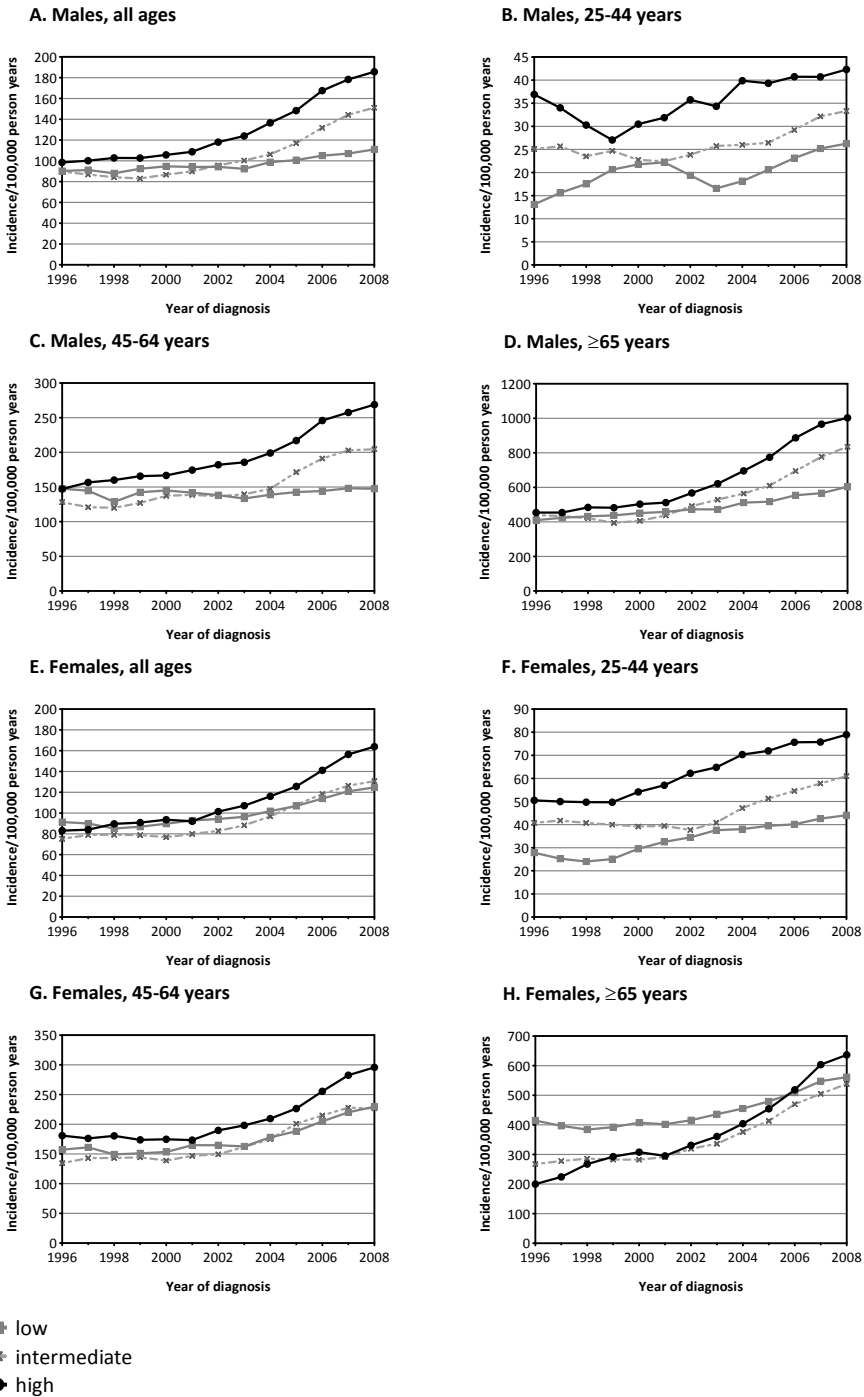 A. Males, all ages
Incidence/100,000 person years
200
180
160
140
120
100
80
60
40
20
0
1996 1998 2000 2002 2004 2006 2008
Year of diagnosis
B. Males, 25-44 years
Incidence/100,000 person years
45
40
35
30
25
20
15
10
5
0
1996 1998 2000 2002 2004 2006 2008
Year of diagnosis
C. Males, 45-64 years
Incidence/100,000 person years
300
250
200
150
100
50
0
1996 1998 2000 2002 2004 2006 2008
Year of diagnosis
D. Males, ≥65 years
Incidence/100,000 person years
1200
1000
800
600
400
200
0
1996 1998 2000 2002 2004 2006 2008
Year of diagnosis
E. Females, all ages
Incidence/100,000 person years
200
180
160
140
120
100
80
60
40
20
0
1996 1998 2000 2002 2004 2006 2008
Year of diagnosis
F. Females, 25-44 years
Incidence/100,000 person years
90
80
70
60
50
40
30
20
10
0
1996 1998 2000 2002 2004 2006 2008
Year of diagnosis
G. Females, 45-64 years
Incidence/100,000 person years
350
300
250
200
150
100
50
0
1996 1998 2000 2002 2004 2006 2008
Year of diagnosis
H. Females, ≥65 years
Incidence/100,000 person years
700
600
500
400
300
200
100
0
1996 1998 2000 2002 2004 2006 2008
Year of diagnosis
low
intermediate
high